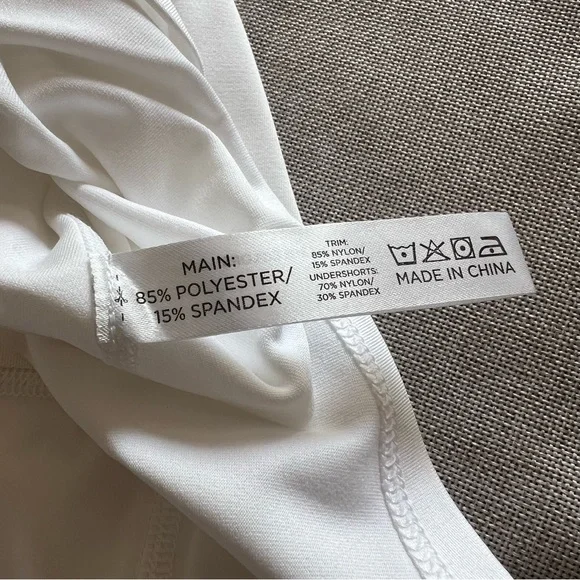 MAIN:
85% POLYESTER/
15% SPANDEX
TRIM:
85% NYLON/
15% SPANDEX
UNDERSHORTS:
70% NYLON/
30% SPANDEX
MADE IN CHINA